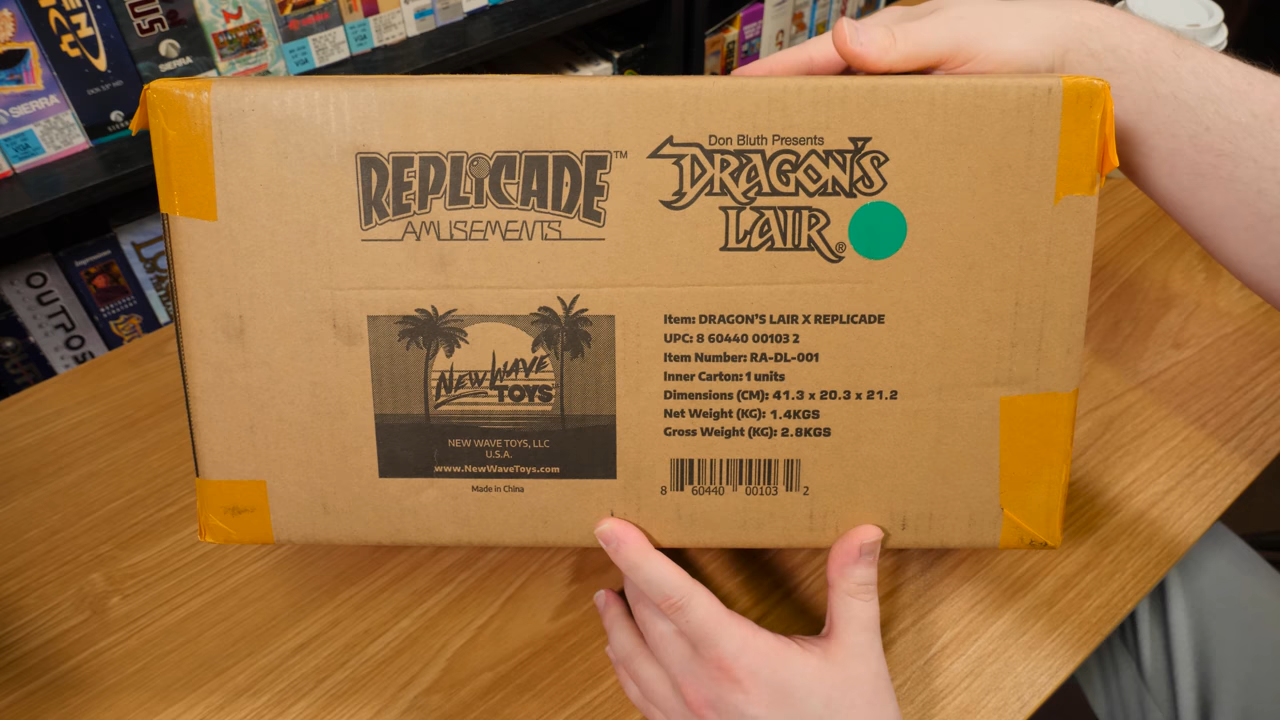 SIERRA
SIERRA
OUTPOS
REPLICADE™
AMUSEMENTS
Don Bluth Presents
DRAGON'S
LAIR®
NEW WAVE
TOYS
NEW WAVE TOYS, LLC
U.S.A.
www.NewWaveToys.com
Made in China
Item: DRAGON'S LAIR X REPLICADE
UPC: 8 60440 00103 2
Item Number: RA-DL-001
Inner Carton: 1 units
Dimensions (CM): 41.3 x 20.3 x 21.2
Net Weight (KG): 1.4KGS
Gross Weight (KG): 2.8KGS
8 60440 00103 2